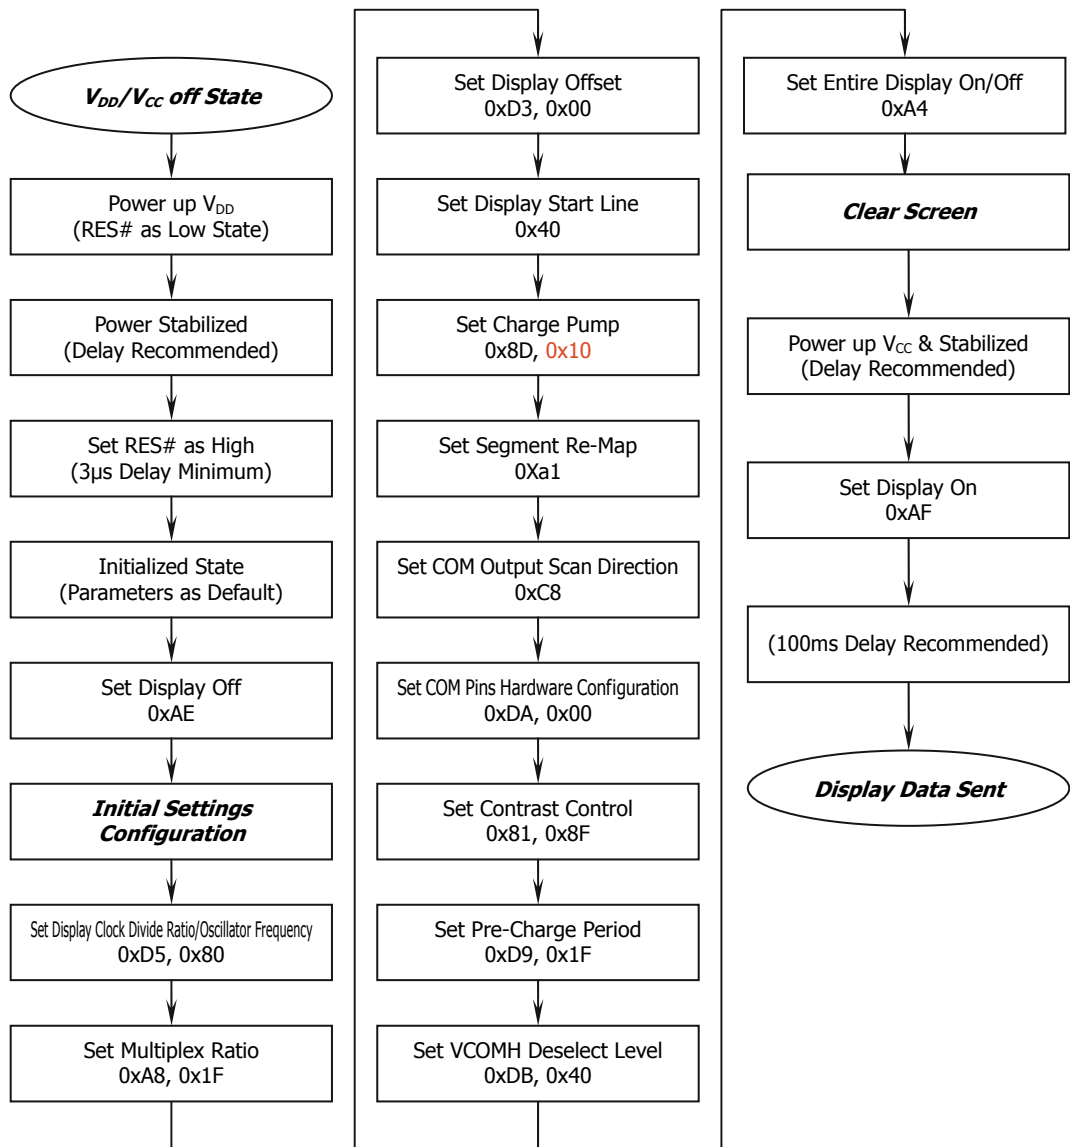 V_DD/V_CC off State
Power up V_DD
(RES# as Low State)
Power Stabilized
(Delay Recommended)
Set RES# as High
(3μs Delay Minimum)
Initialized State
(Parameters as Default)
Set Display Off
0xAE
Initial Settings
Configuration
Set Display Clock Divide Ratio/Oscillator Frequency
0xD5, 0x80
Set Multiplex Ratio
0xA8, 0x1F
Set Display Offset
0xD3, 0x00
Set Display Start Line
0x40
Set Charge Pump
0x8D, 0x10
Set Segment Re-Map
0Xa1
Set COM Output Scan Direction
0xC8
Set COM Pins Hardware Configuration
0xDA, 0x00
Set Contrast Control
0x81, 0x8F
Set Pre-Charge Period
0xD9, 0x1F
Set VCOMH Deselect Level
0xDB, 0x40
Set Entire Display On/Off
0xA4
Clear Screen
Power up V_CC & Stabilized
(Delay Recommended)
Set Display On
0xAF
(100ms Delay Recommended)
Display Data Sent